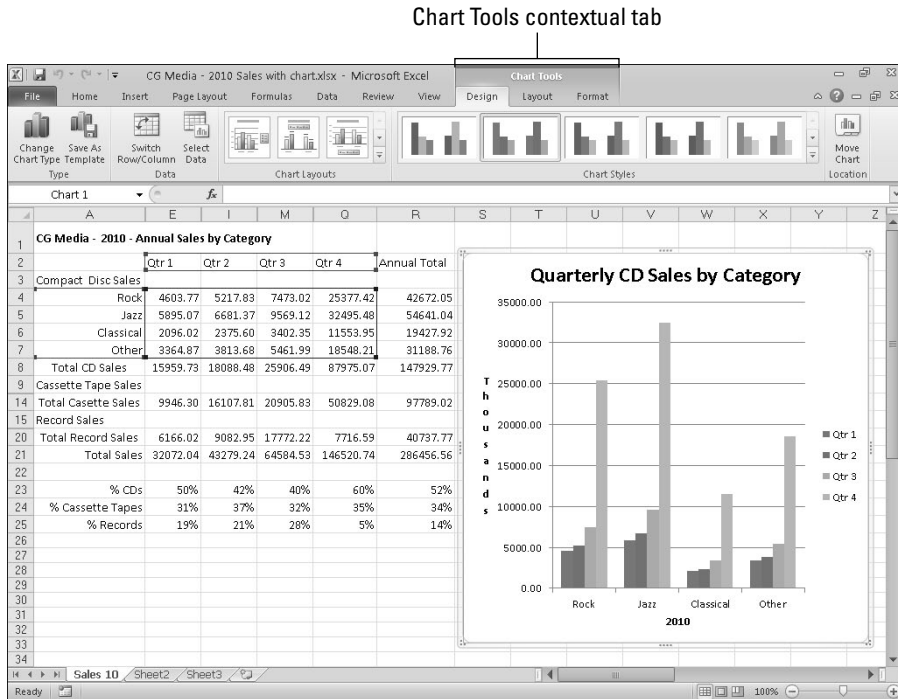 Chart Tools contextual tab
CG Media - 2010 Sales with chart.xlsx - Microsoft Excel
Chart Tools
File Home Insert Page Layout Formulas Data Review View Design Layout Format
Change Chart Type
Save As Template
Switch Row/Column
Select Data
Move Chart
Type Data Chart Layouts Chart Styles Location
Chart 1 fx
A E I M Q R S T U V W X Y Z
1 CG Media - 2010 - Annual Sales by Category
2 Qtr 1 Qtr 2 Qtr 3 Qtr 4 Annual Total
3 Compact Disc Sales
4 Rock 4603.77 5217.83 7473.02 25377.42 42672.05
5 Jazz 5895.07 6681.37 9569.12 32495.48 54641.04
6 Classical 2096.02 2375.60 3402.35 11553.95 19427.92
7 Other 3364.87 3813.68 5461.99 18548.21 31188.76
8 Total CD Sales 15959.73 18088.48 25906.49 87975.07 147929.77
9 Cassette Tape Sales
14 Total Casette Sales 9946.30 16107.81 20905.83 50829.08 97789.02
15 Record Sales
20 Total Record Sales 6166.02 9082.95 17772.22 7716.59 40737.77
21 Total Sales 32072.04 43279.24 64584.53 146520.74 286456.56
22
23 % CDs 50% 42% 40% 60% 52%
24 % Cassette Tapes 31% 37% 32% 35% 34%
25 % Records 19% 21% 28% 5% 14%
26
27
28
29
30
31
32
33
34
Quarterly CD Sales by Category
35000.00
30000.00
25000.00
20000.00
15000.00
10000.00
5000.00
0.00
Thousands
Rock Jazz Classical Other
2010
Qtr 1
Qtr 2
Qtr 3
Qtr 4
Sales 10 Sheet2 Sheet3
Ready 100%